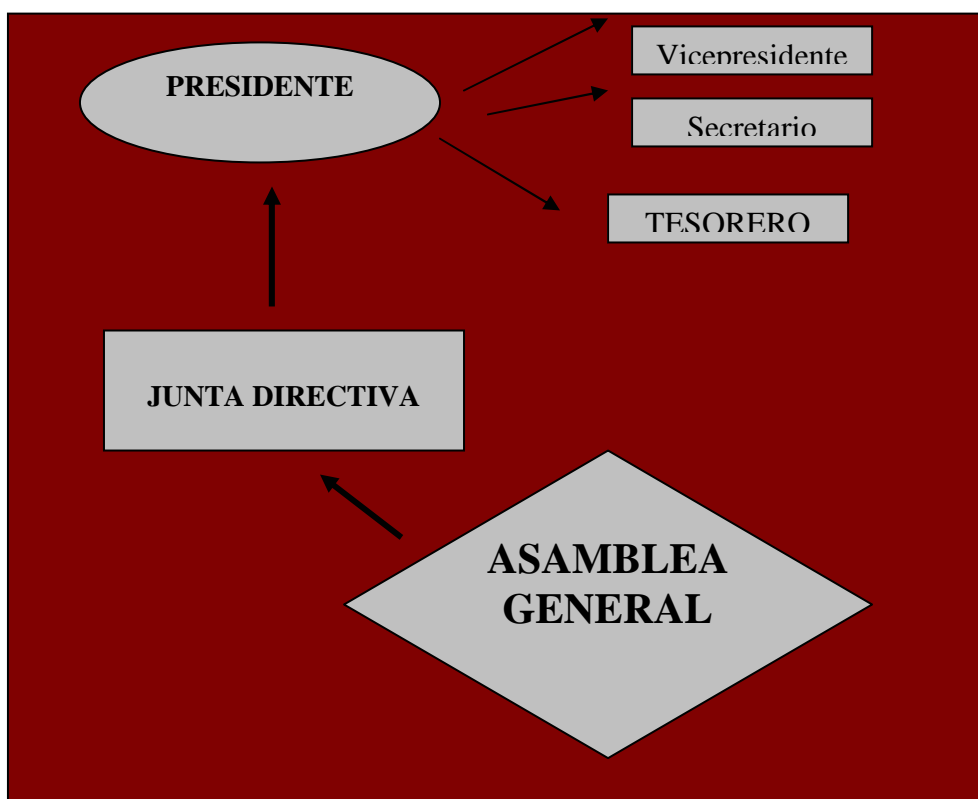 PRESIDENTE
Vicepresidente
Secretario
TESORERO
JUNTA DIRECTIVA
ASAMBLEA
GENERAL